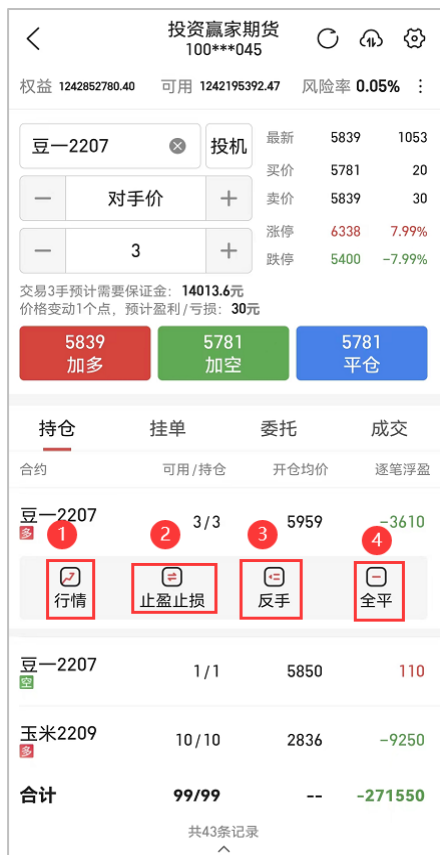 投资赢家期货
100***045
权益 1242852780.40 可用 1242195392.47 风险率 0.05%
豆一2207 投机 最新 5839 1053
买价 5781 20
对手价 卖价 5839 30
涨停 6338 7.99%
3 跌停 5400 -7.99%
交易3手预计需要保证金：14013.6元
价格变动1个点，预计盈利/亏损：30元
5839 5781 5781
加多 加空 平仓
持仓 挂单 委托 成交
合约 可用/持仓 开仓均价 逐笔浮盈
豆一2207 3/3 5959 -3610
多 1 2 3 4
行情 止盈止损 反手 全平
豆一2207 1/1 5850 110
空
玉米2209 10/10 2836 -9250
多
合计 99/99 -- -271550
共43条记录